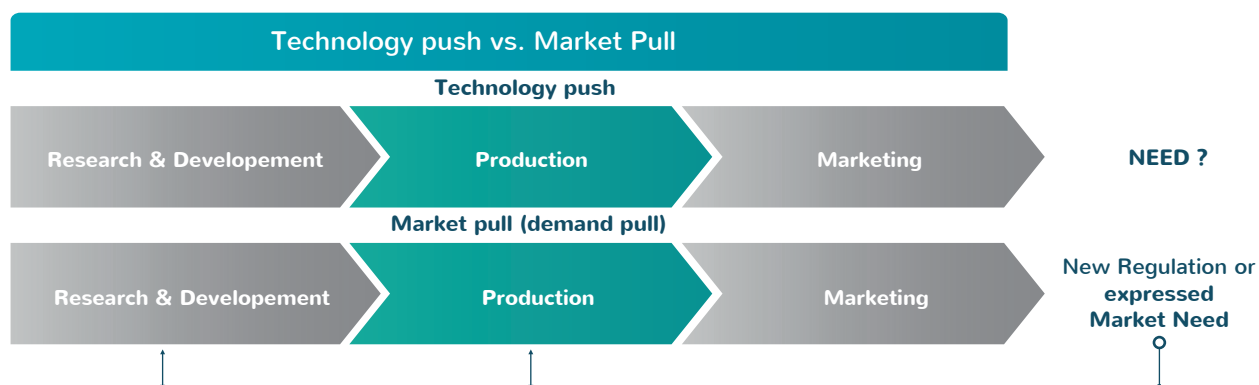 Technology push vs. Market Pull
Technology push
Research & Developement
Production
Marketing
NEED ?
Market pull (demand pull)
Research & Developement
Production
Marketing
New Regulation or
expressed
Market Need